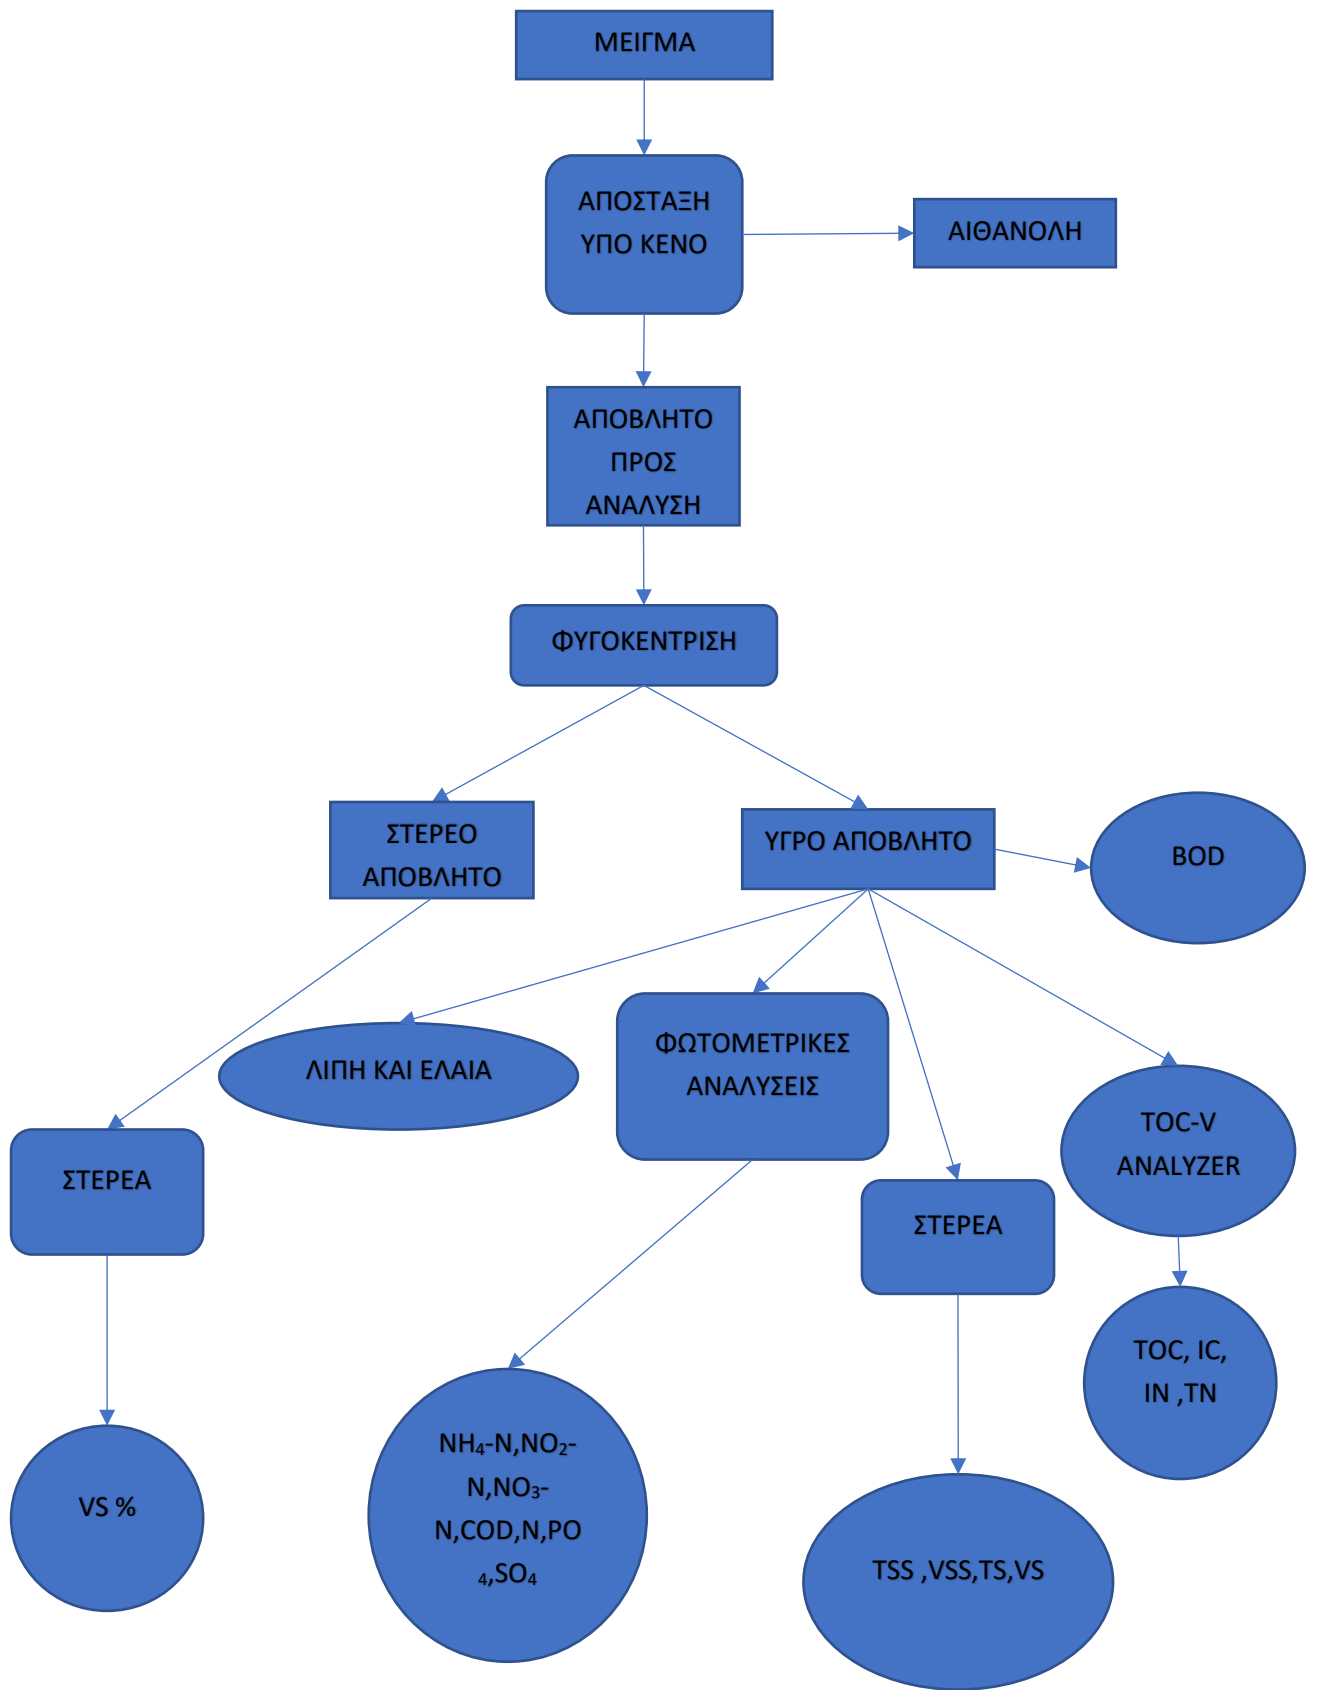 ΜΕΙΓΜΑ
ΑΠΟΣΤΑΞΗ
ΥΠΟ ΚΕΝΟ
ΑΙΘΑΝΟΛΗ
ΑΠΟΒΛΗΤΟ
ΠΡΟΣ
ΑΝΑΛΥΣΗ
ΦΥΓΟΚΕΝΤΡΙΣΗ
ΣΤΕΡΕΟ
ΑΠΟΒΛΗΤΟ
ΥΓΡΟ ΑΠΟΒΛΗΤΟ
BOD
ΛΙΠΗ ΚΑΙ ΕΛΑΙΑ
ΦΩΤΟΜΕΤΡΙΚΕΣ
ΑΝΑΛΥΣΕΙΣ
TOC-V
ANALYZER
ΣΤΕΡΕΑ
ΣΤΕΡΕΑ
TOC, IC,
IN ,TN
NH₄-N,NO₂-
N,NO₃-
N,COD,N,PO
₄,SO₄
VS %
TSS ,VSS,TS,VS